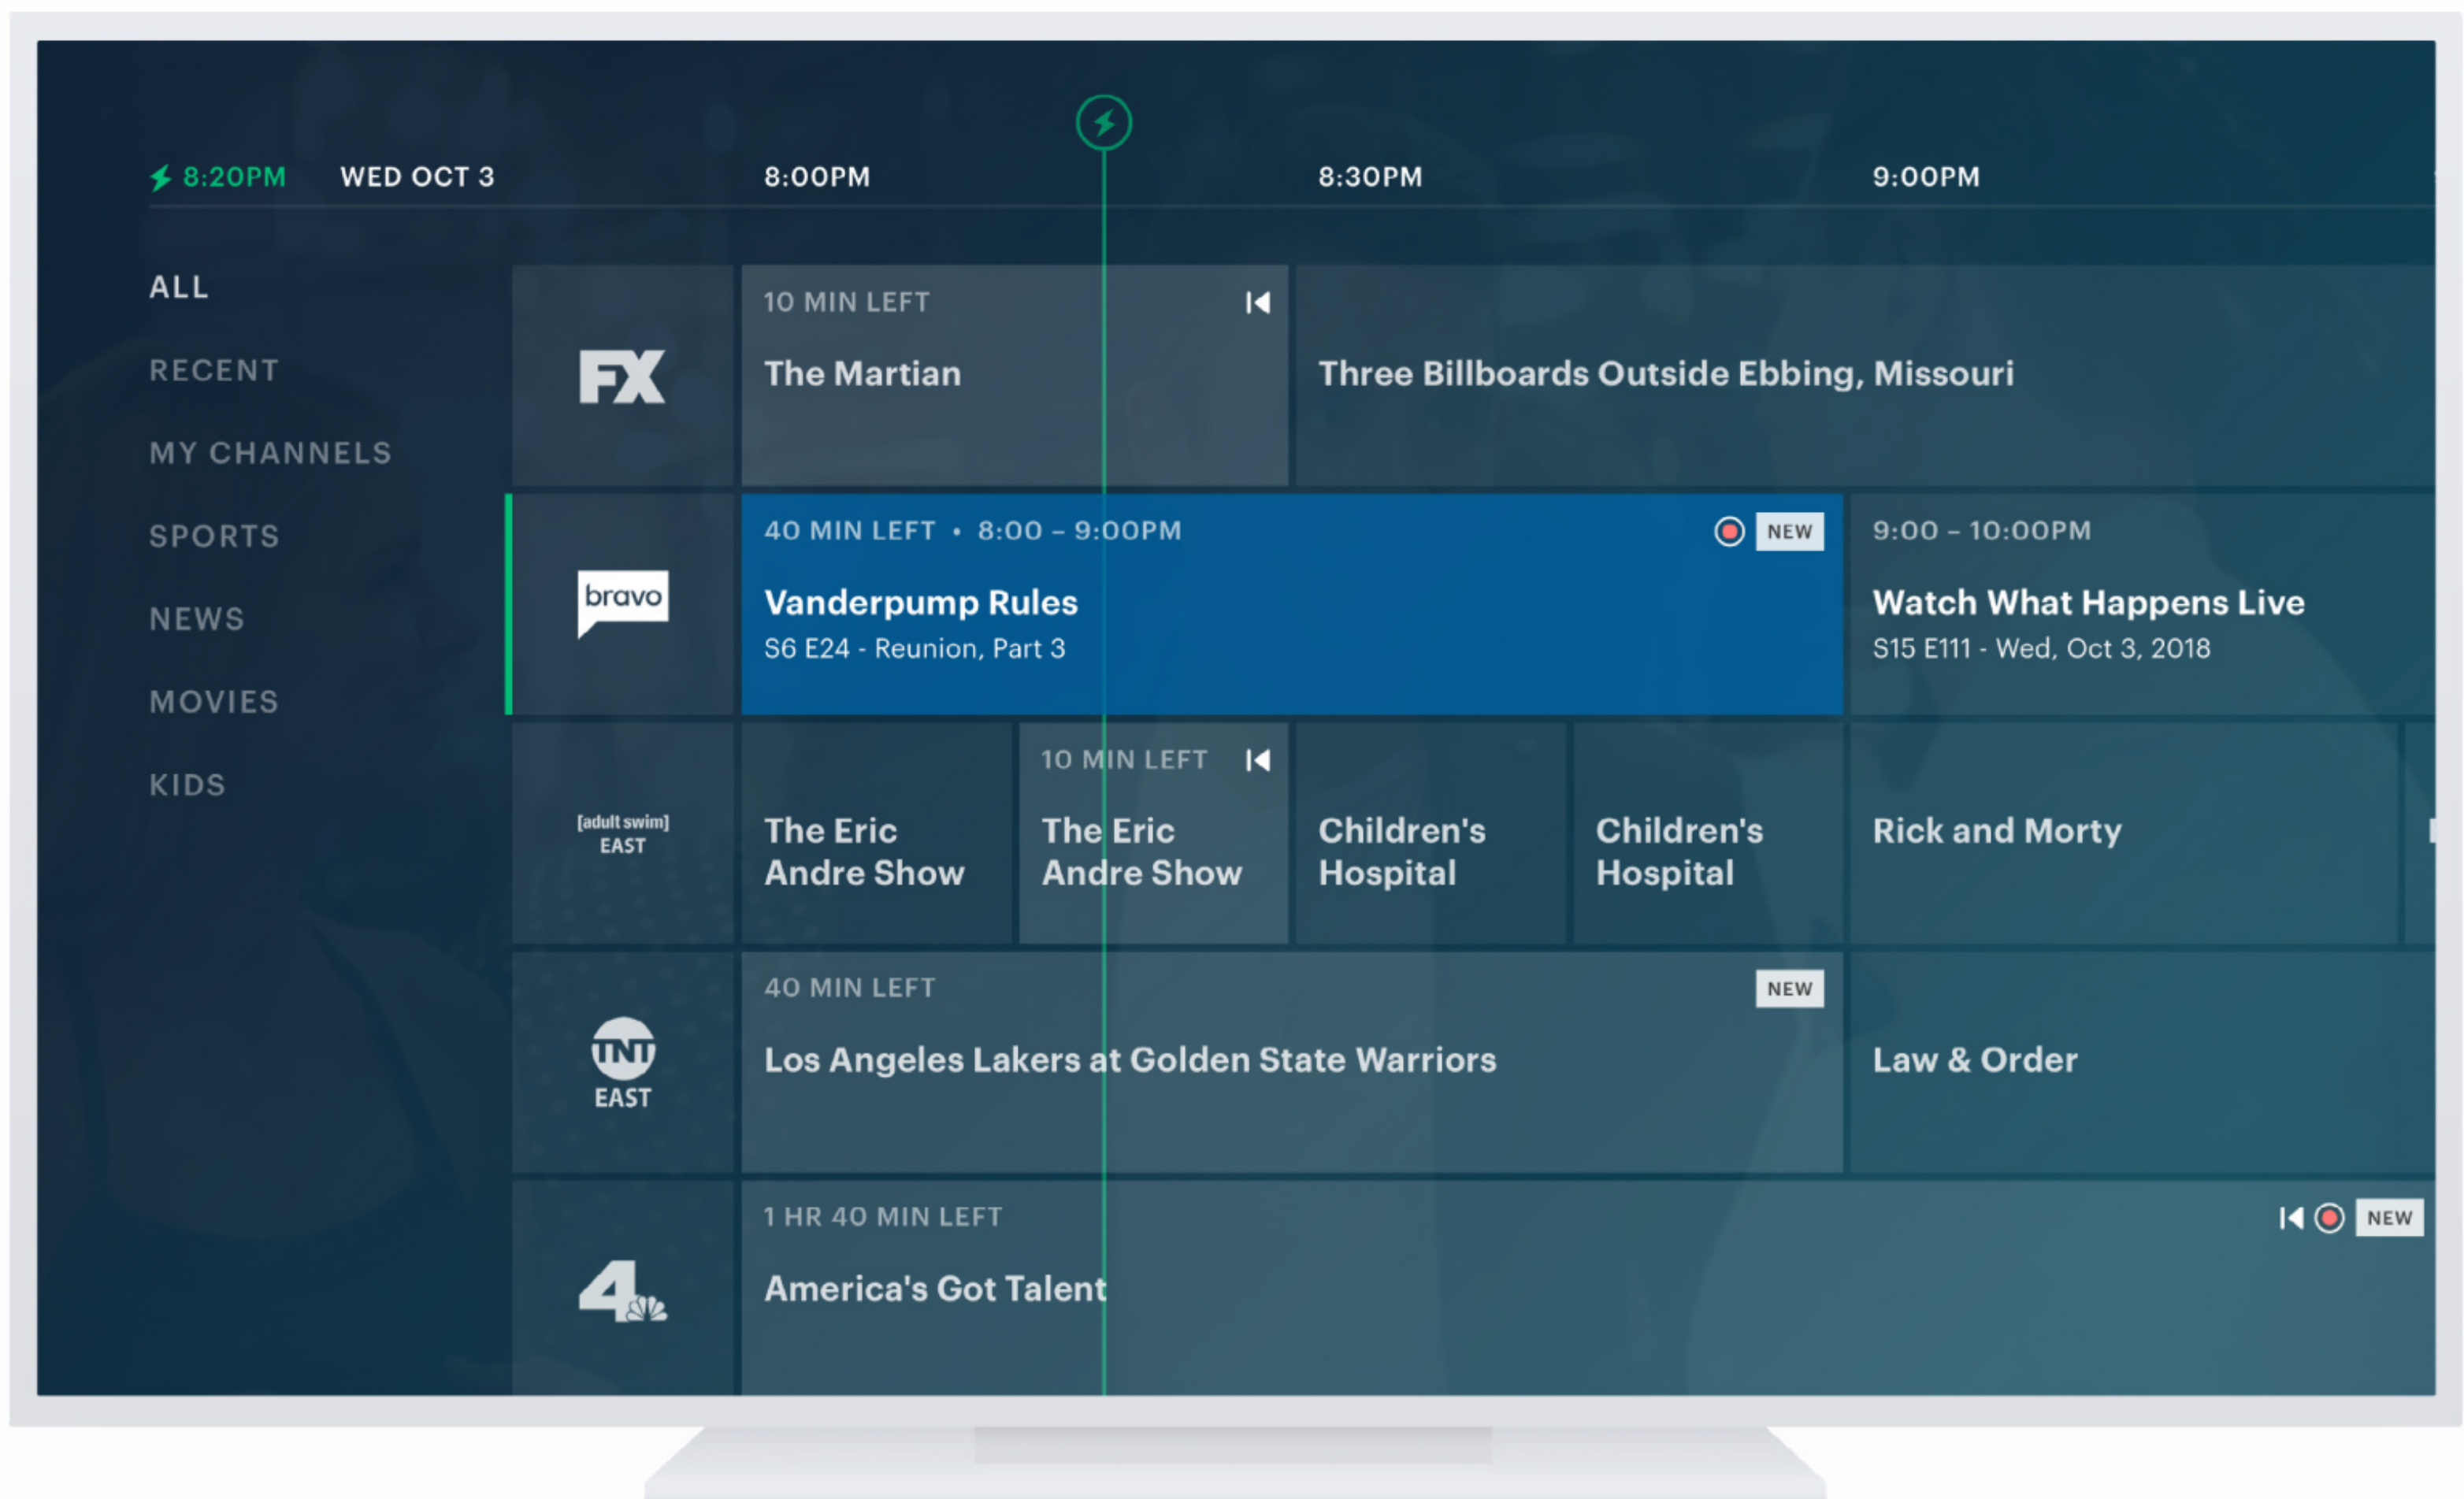 8:20PM WED OCT 3 8:00PM 8:30PM 9:00PM
ALL
RECENT
MY CHANNELS
SPORTS
NEWS
MOVIES
KIDS
FX
10 MIN LEFT
The Martian
Three Billboards Outside Ebbing, Missouri
bravo
40 MIN LEFT • 8:00 – 9:00PM
NEW
Vanderpump Rules
S6 E24 - Reunion, Part 3
9:00 – 10:00PM
Watch What Happens Live
S15 E111 - Wed, Oct 3, 2018
[adult swim]
EAST
The Eric
Andre Show
10 MIN LEFT
The Eric
Andre Show
Children's
Hospital
Children's
Hospital
Rick and Morty
TNT
EAST
40 MIN LEFT
NEW
Los Angeles Lakers at Golden State Warriors
Law & Order
4
1 HR 40 MIN LEFT
NEW
America's Got Talent